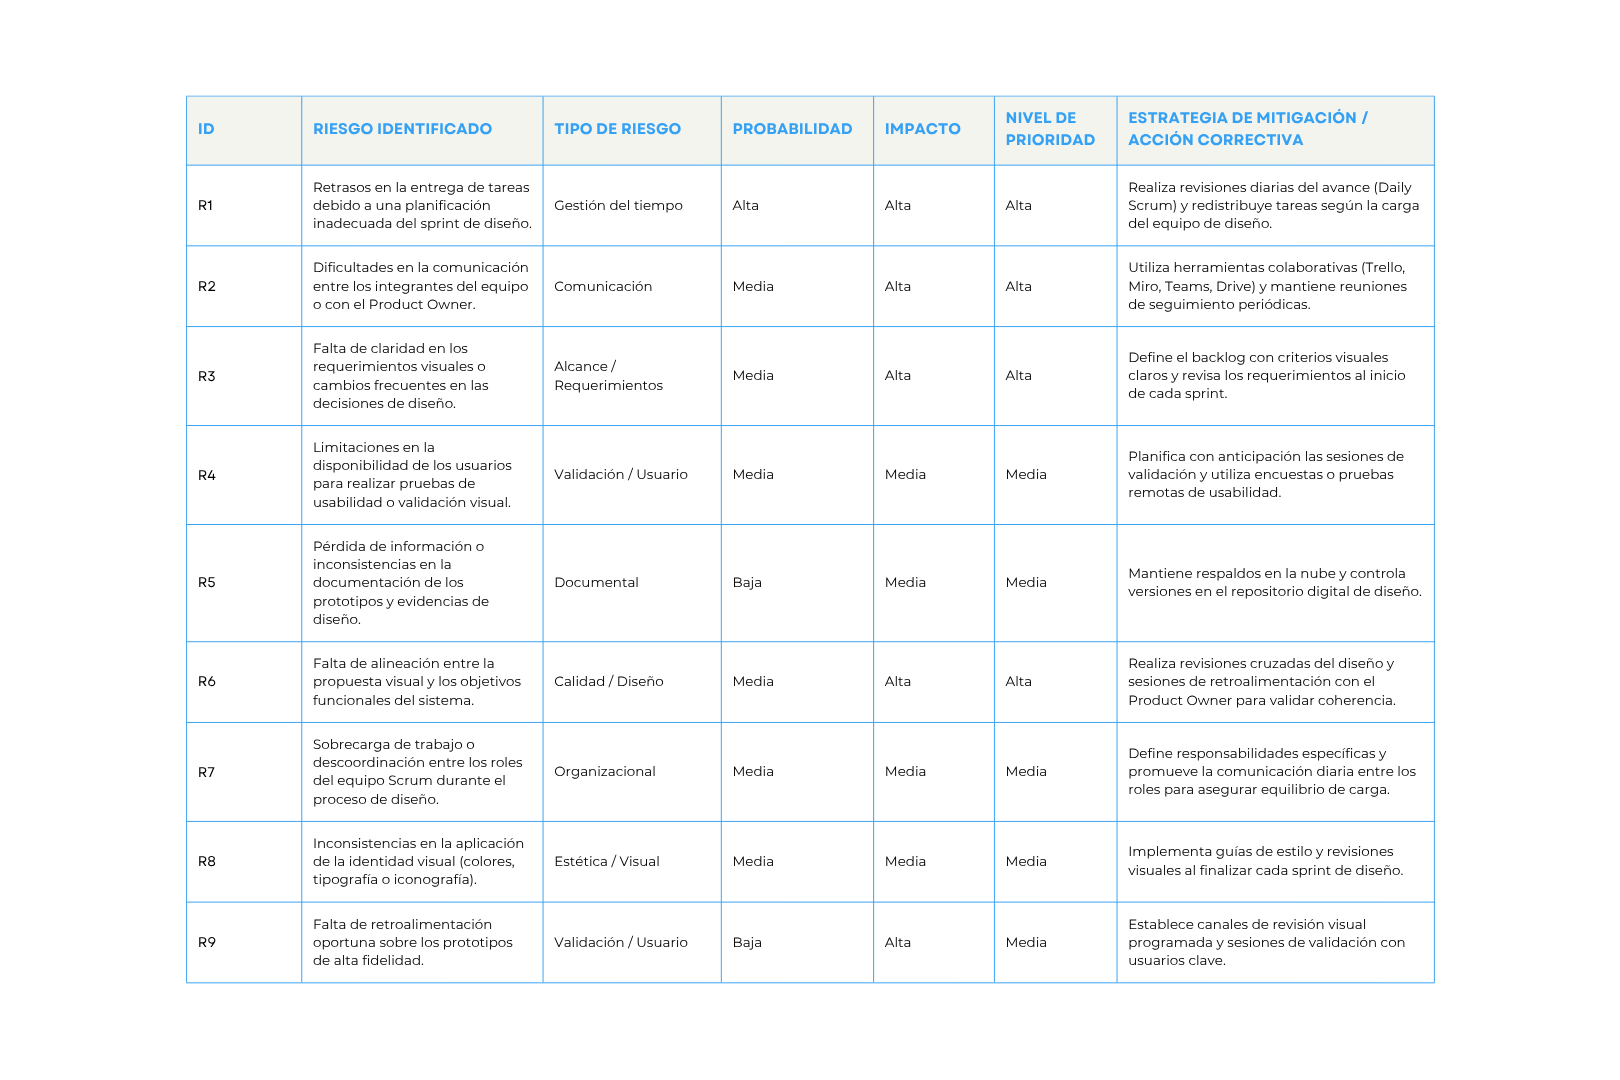 ID
RIESGO IDENTIFICADO
TIPO DE RIESGO
PROBABILIDAD
IMPACTO
NIVEL DE
PRIORIDAD
ESTRATEGIA DE MITIGACIÓN /
ACCIÓN CORRECTIVA
R1
Retrasos en la entrega de tareas
debido a una planificación
inadecuada del sprint de diseño.
Gestión del tiempo
Alta
Alta
Alta
Realiza revisiones diarias del avance (Daily
Scrum) y redistribuye tareas según la carga
del equipo de diseño.
R2
Dificultades en la comunicación
entre los integrantes del equipo
o con el Product Owner.
Comunicación
Media
Alta
Alta
Utiliza herramientas colaborativas (Trello,
Miro, Teams, Drive) y mantiene reuniones
de seguimiento periódicas.
R3
Falta de claridad en los
requerimientos visuales o
cambios frecuentes en las
decisiones de diseño.
Alcance /
Requerimientos
Media
Alta
Alta
Define el backlog con criterios visuales
claros y revisa los requerimientos al inicio
de cada sprint.
R4
Limitaciones en la
disponibilidad de los usuarios
para realizar pruebas de
usabilidad o validación visual.
Validación / Usuario
Media
Media
Media
Planifica con anticipación las sesiones de
validación y utiliza encuestas o pruebas
remotas de usabilidad.
R5
Pérdida de información o
inconsistencias en la
documentación de los
prototipos y evidencias de
diseño.
Documental
Baja
Media
Media
Mantiene respaldos en la nube y controla
versiones en el repositorio digital de diseño.
R6
Falta de alineación entre la
propuesta visual y los objetivos
funcionales del sistema.
Calidad / Diseño
Media
Alta
Alta
Realiza revisiones cruzadas del diseño y
sesiones de retroalimentación con el
Product Owner para validar coherencia.
R7
Sobrecarga de trabajo o
descoordinación entre los roles
del equipo Scrum durante el
proceso de diseño.
Organizacional
Media
Media
Media
Define responsabilidades específicas y
promueve la comunicación diaria entre los
roles para asegurar equilibrio de carga.
R8
Inconsistencias en la aplicación
de la identidad visual (colores,
tipografía o iconografía).
Estética / Visual
Media
Media
Media
Implementa guías de estilo y revisiones
visuales al finalizar cada sprint de diseño.
R9
Falta de retroalimentación
oportuna sobre los prototipos
de alta fidelidad.
Validación / Usuario
Baja
Alta
Media
Establece canales de revisión visual
programada y sesiones de validación con
usuarios clave.